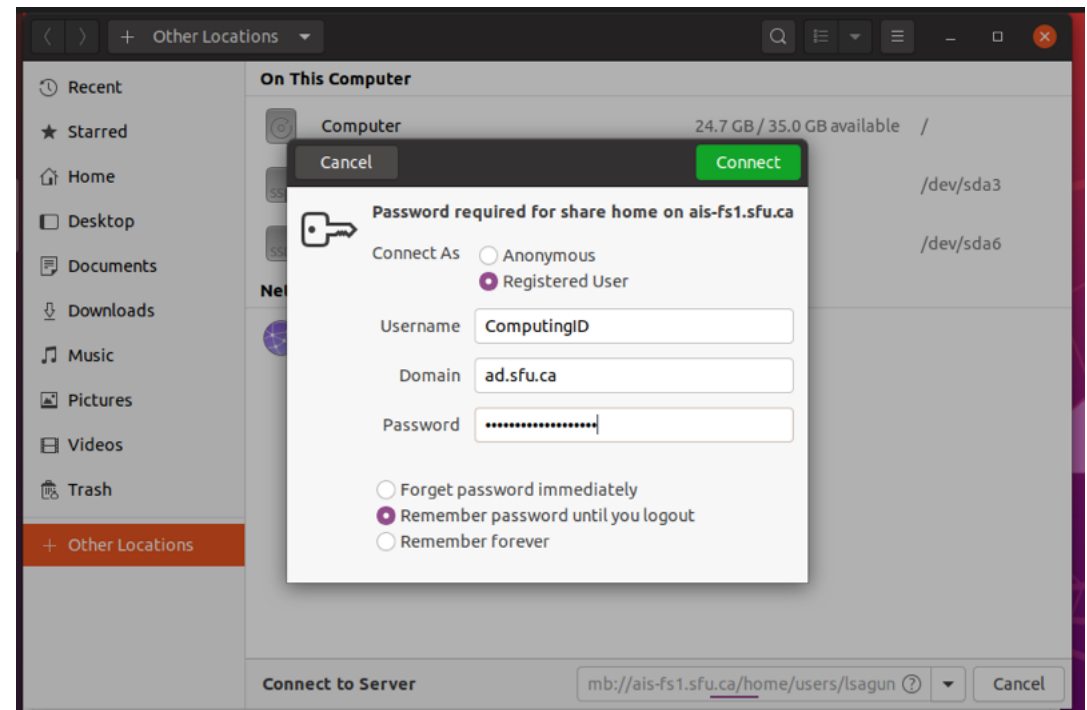 Other Locations
Recent
Starred
Home
Desktop
Documents
Downloads
Music
Pictures
Videos
Trash
Other Locations
On This Computer
Computer 24.7 GB / 35.0 GB available /
/dev/sda3
/dev/sda6
Cancel Connect
Password required for share home on ais-fs1.sfu.ca
Connect As Anonymous
Registered User
Username ComputingID
Domain ad.sfu.ca
Password •••••••••••••••••••
Forget password immediately
Remember password until you logout
Remember forever
Connect to Server mb://ais-fs1.sfu.ca/home/users/lsagun Cancel